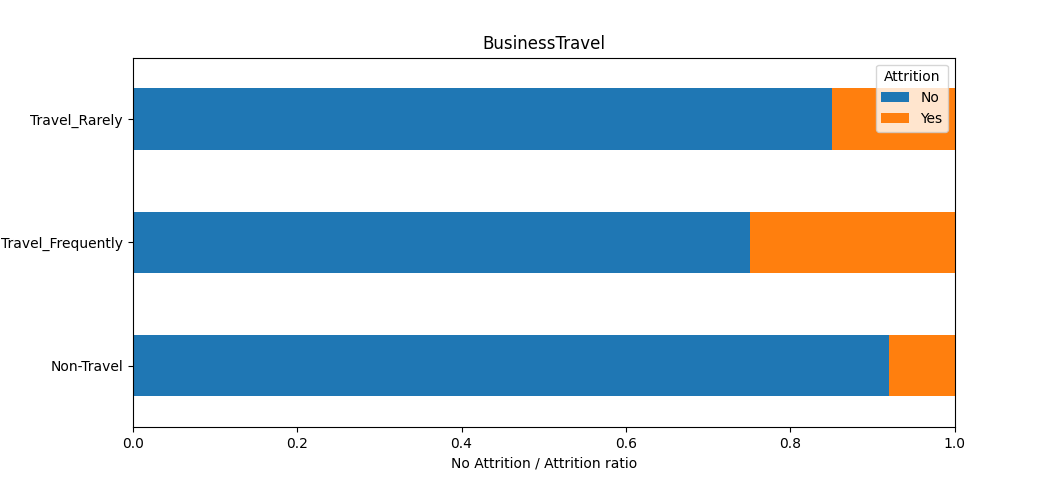 BusinessTravel
Attrition
No
Yes
Travel_Rarely
Travel_Frequently
Non-Travel
0.0 0.2 0.4 0.6 0.8 1.0
No Attrition / Attrition ratio